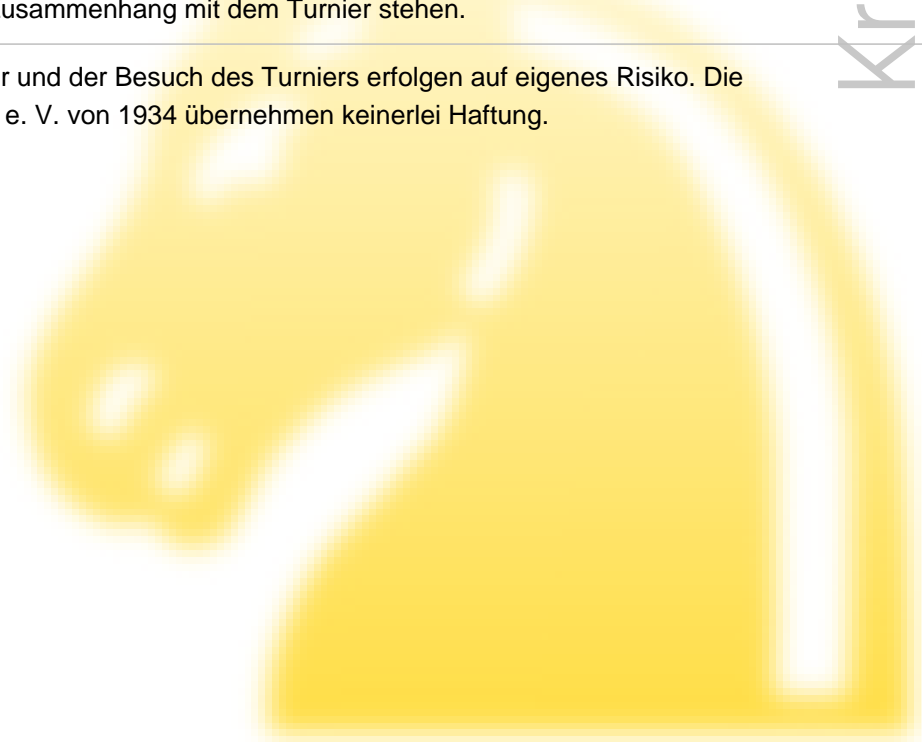 usammenhang mit dem Turnier stehen.
r und der Besuch des Turniers erfolgen auf eigenes Risiko. Die
e. V. von 1934 übernehmen keinerlei Haftung.
Kr